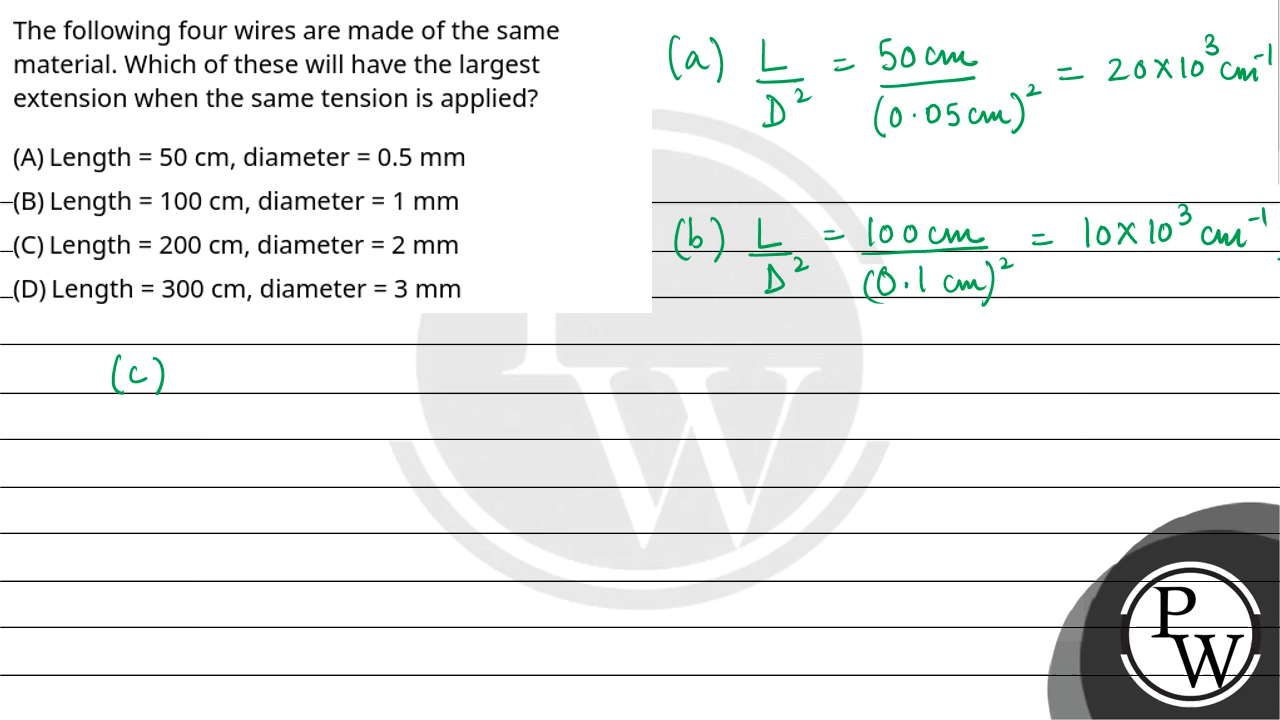 The following four wires are made of the same
material. Which of these will have the largest
extension when the same tension is applied?
(A) Length = 50 cm, diameter = 0.5 mm
(B) Length = 100 cm, diameter = 1 mm
(C) Length = 200 cm, diameter = 2 mm
(D) Length = 300 cm, diameter = 3 mm
(a) L/D² = 50 cm/(0.05 cm)² = 20×10³ cm⁻¹
(b) L/D² = 100 cm/(0.1 cm)² = 10×10³ cm⁻¹
(c)
PW
PW